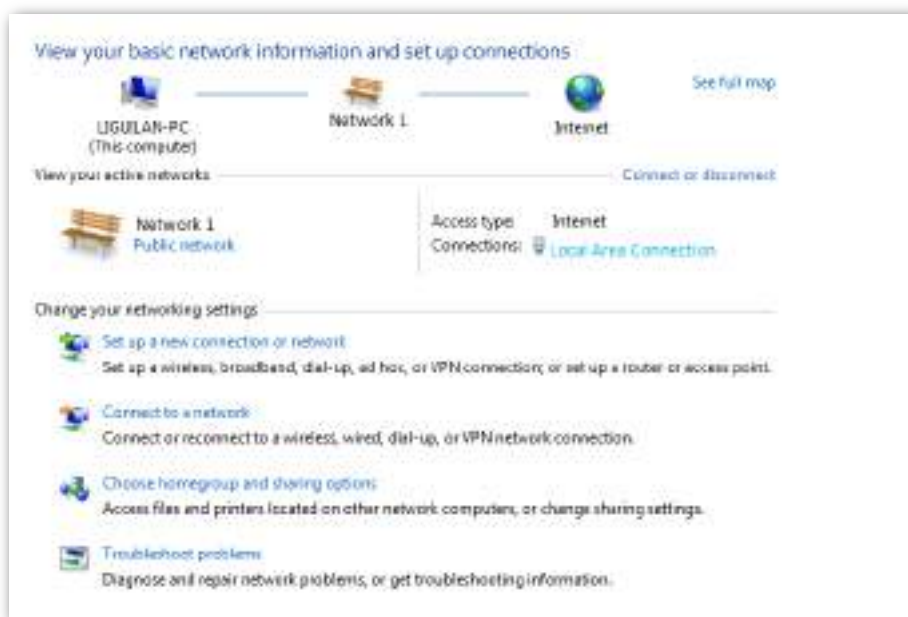 View your basic network information and set up connections
See full map
LIGUILAN-PC
(This computer)
Network 1
Internet
View your active networks
Connect or disconnect
Network 1
Public network
Access type: Internet
Connections: Local Area Connection
Change your networking settings
Set up a new connection or network
Set up a wireless, broadband, dial-up, ad hoc, or VPN connection; or set up a router or access point.
Connect to a network
Connect or reconnect to a wireless, wired, dial-up, or VPN network connection.
Choose homegroup and sharing options
Access files and printers located on other network computers, or change sharing settings.
Troubleshoot problems
Diagnose and repair network problems, or get troubleshooting information.